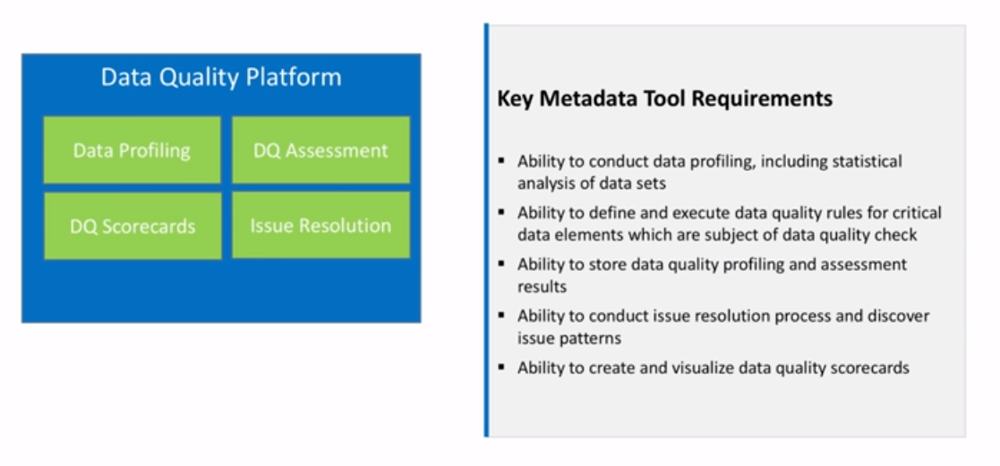 Data Quality Platform
Data Profiling
DQ Assessment
DQ Scorecards
Issue Resolution
Key Metadata Tool Requirements
▪ Ability to conduct data profiling, including statistical
analysis of data sets
▪ Ability to define and execute data quality rules for critical
data elements which are subject of data quality check
▪ Ability to store data quality profiling and assessment
results
▪ Ability to conduct issue resolution process and discover
issue patterns
▪ Ability to create and visualize data quality scorecards